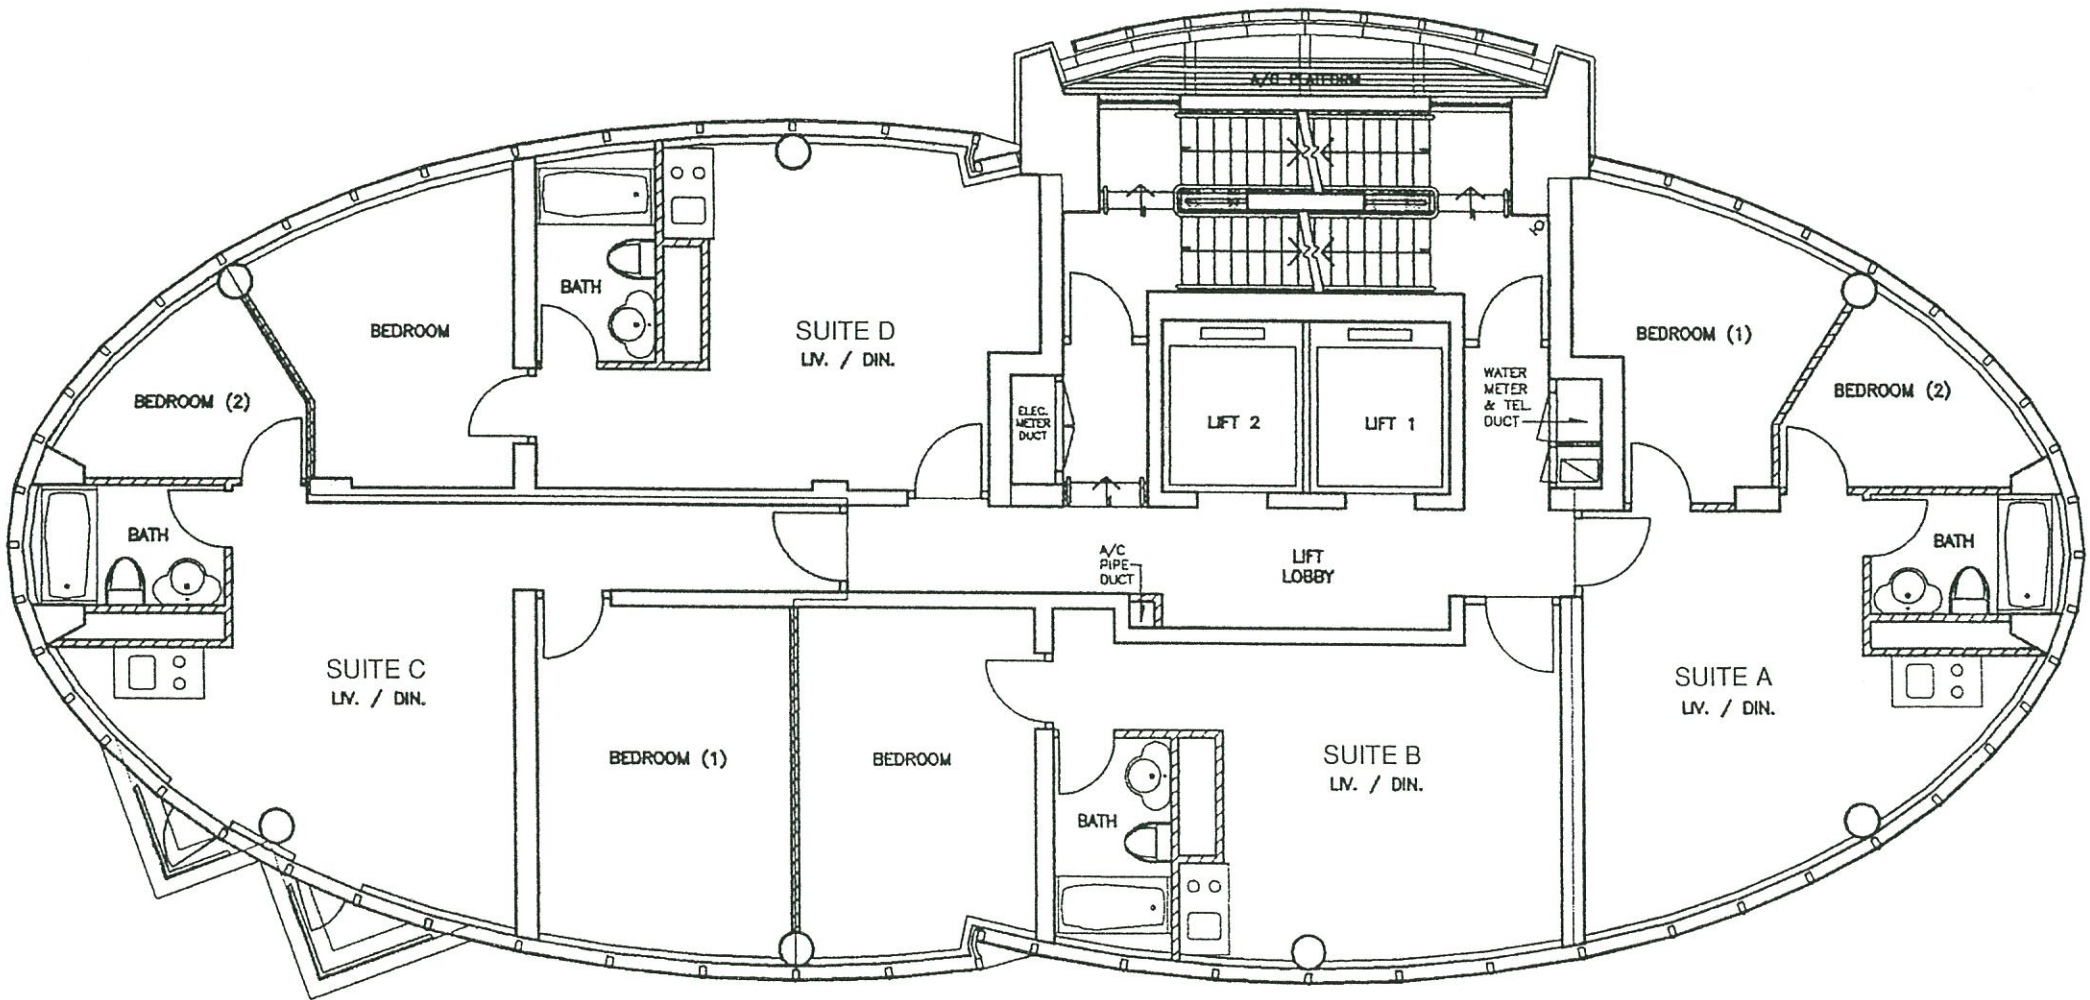 A/C PLATFORM
BATH
BEDROOM
SUITE D
LIV. / DIN.
BEDROOM (1)
BEDROOM (2)
WATER
METER
& TEL.
DUCT
BEDROOM (2)
ELEC.
METER
DUCT
LIFT 2
LIFT 1
BATH
A/C
PIPE
DUCT
LIFT
LOBBY
BATH
SUITE C
LIV. / DIN.
SUITE A
LIV. / DIN.
BEDROOM (1)
BEDROOM
SUITE B
LIV. / DIN.
BATH